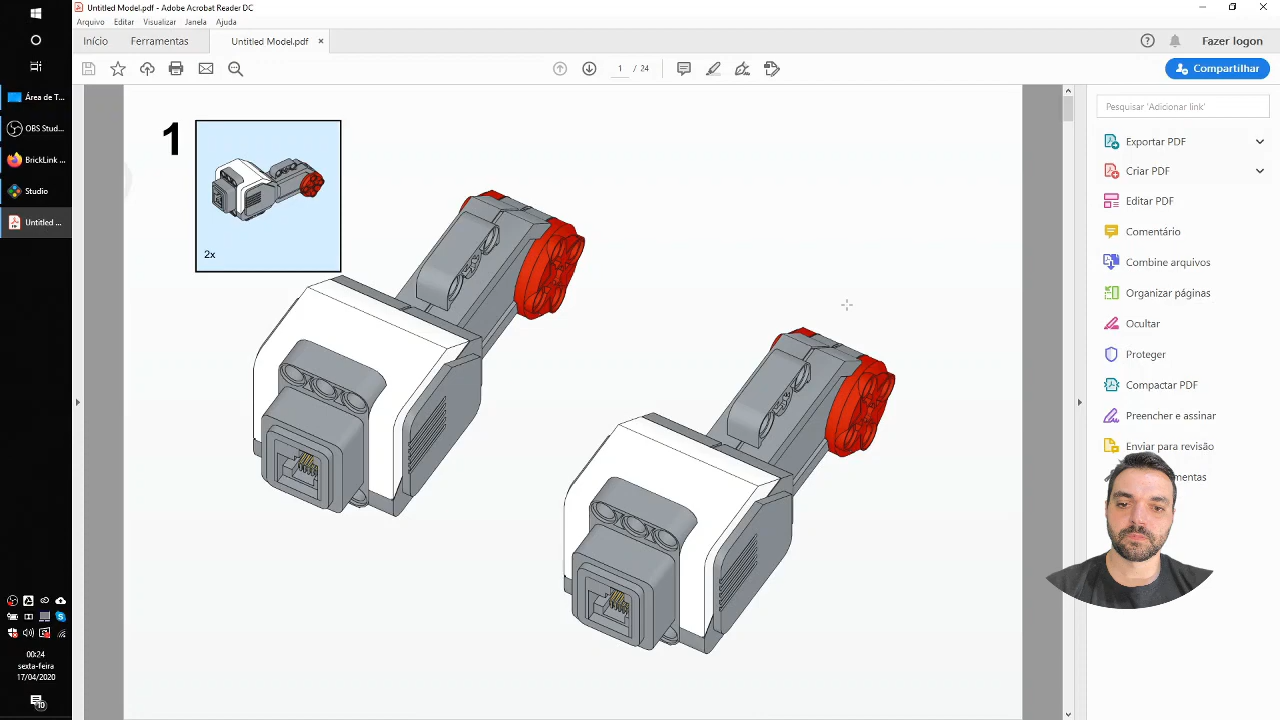 Untitled Model.pdf - Adobe Acrobat Reader DC
Arquivo Editar Visualizar Janela Ajuda
Início Ferramentas Untitled Model.pdf × Fazer logon
1 / 24 Compartilhar
Pesquisar 'Adicionar link'
Exportar PDF
Criar PDF
Editar PDF
Comentário
Combine arquivos
Organizar páginas
Ocultar
Proteger
Compactar PDF
Preencher e assinar
Enviar para revisão
1
2x
Área de T...
OBS Stud...
BrickLink ...
Studio
Untitled ...
00:24
sexta-feira
17/04/2020
10